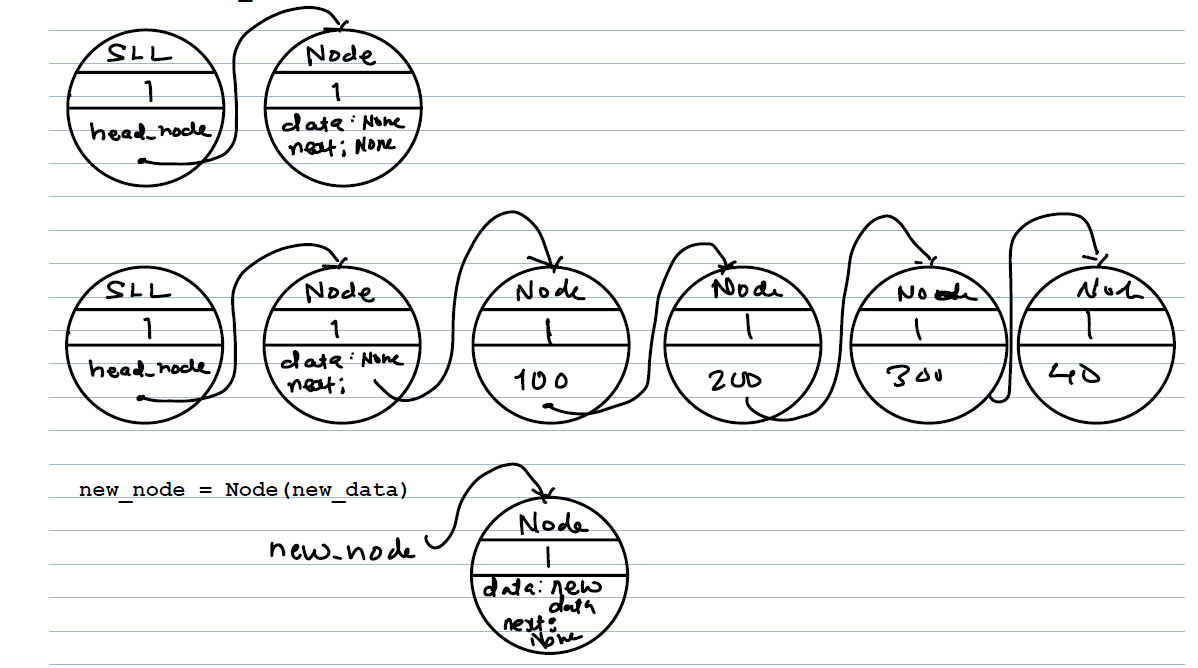 SLL
1
head_node
Node
1
data: None
next: None
SLL
1
head_node
Node
1
data: None
next:
Node
1
100
Node
1
200
Node
1
300
Nod
1
40
new_node = Node(new_data)
new_node
Node
1
data: new
data
next:
None